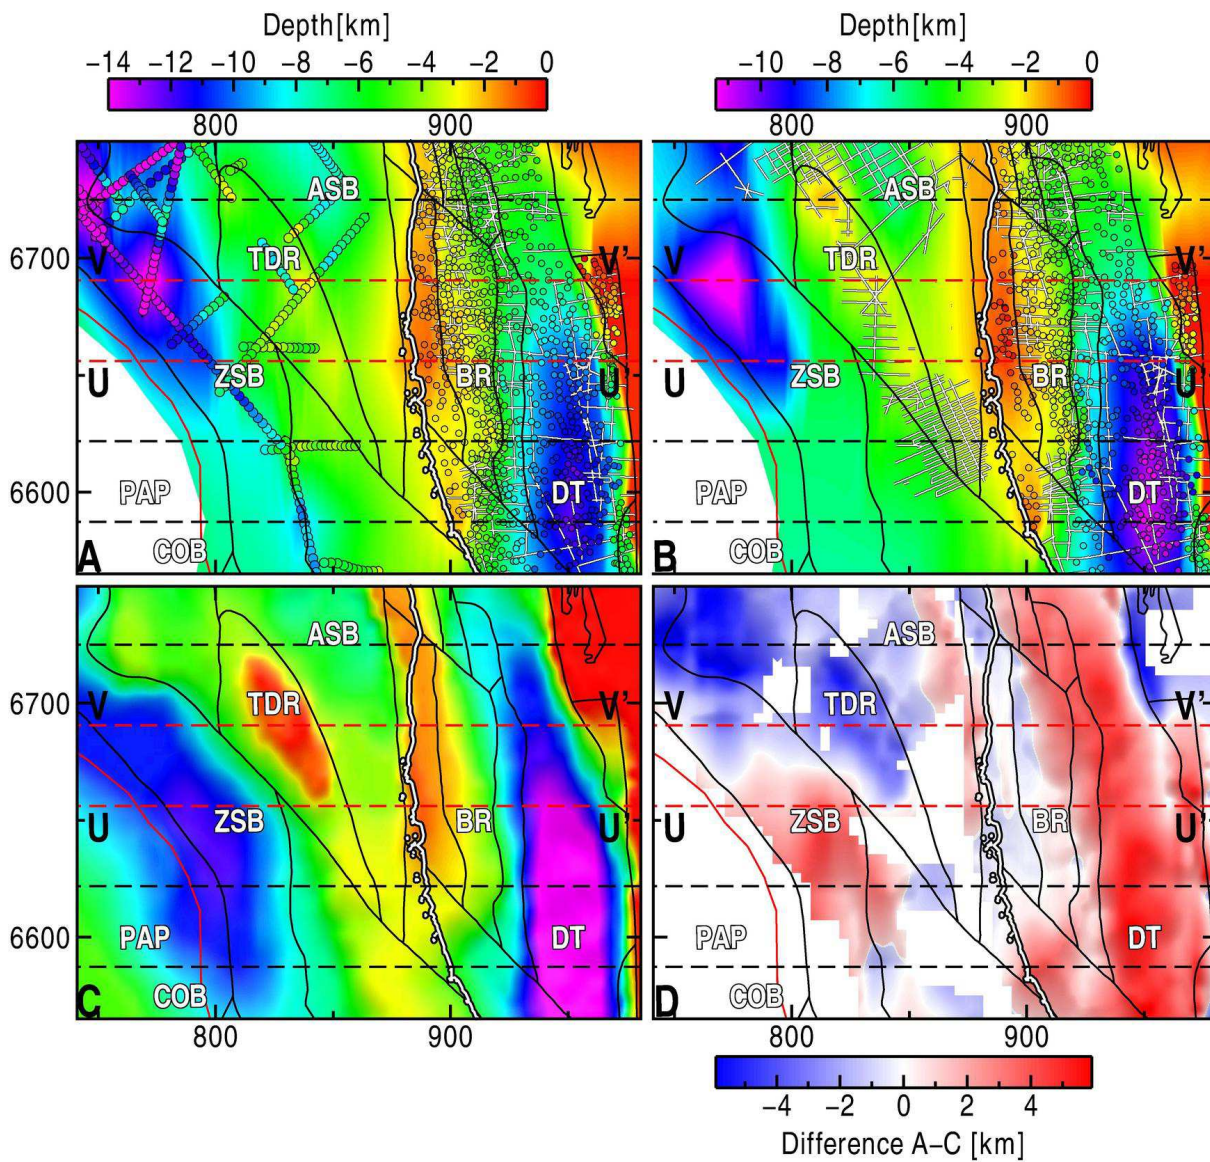 Depth[km]
Depth[km]
−14 −12 −10 −8 −6 −4 −2 0
−10 −8 −6 −4 −2 0
800 900
800 900
6700
6600
ASB
TDR
V V'
ZSB BR
U U'
PAP DT
COB
A
ASB
TDR
V V'
ZSB BR
U U'
PAP DT
COB
B
6700
6600
ASB
TDR
V V'
ZSB BR
U U'
PAP DT
COB
C
ASB
TDR
V V'
ZSB BR
U U'
PAP DT
COB
D
800 900
800 900
−4 −2 0 2 4
Difference A−C [km]